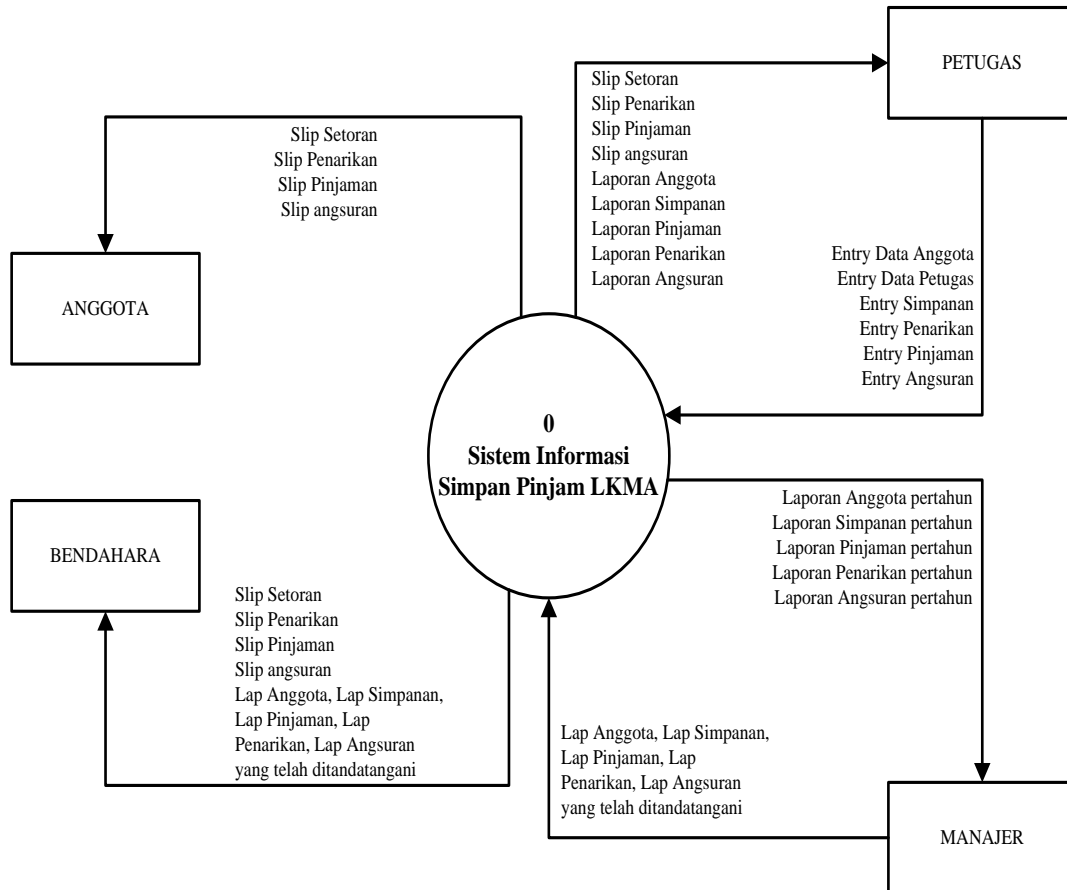 PETUGAS
Slip Setoran
Slip Penarikan
Slip Pinjaman
Slip angsuran
Laporan Anggota
Laporan Simpanan
Laporan Pinjaman
Laporan Penarikan
Laporan Angsuran
Slip Setoran
Slip Penarikan
Slip Pinjaman
Slip angsuran
Entry Data Anggota
Entry Data Petugas
Entry Simpanan
Entry Penarikan
Entry Pinjaman
Entry Angsuran
ANGGOTA
0
Sistem Informasi
Simpan Pinjam LKMA
BENDAHARA
Laporan Anggota pertahun
Laporan Simpanan pertahun
Laporan Pinjaman pertahun
Laporan Penarikan pertahun
Laporan Angsuran pertahun
Slip Setoran
Slip Penarikan
Slip Pinjaman
Slip angsuran
Lap Anggota, Lap Simpanan,
Lap Pinjaman, Lap
Penarikan, Lap Angsuran
yang telah ditandatangani
Lap Anggota, Lap Simpanan,
Lap Pinjaman, Lap
Penarikan, Lap Angsuran
yang telah ditandatangani
MANAJER